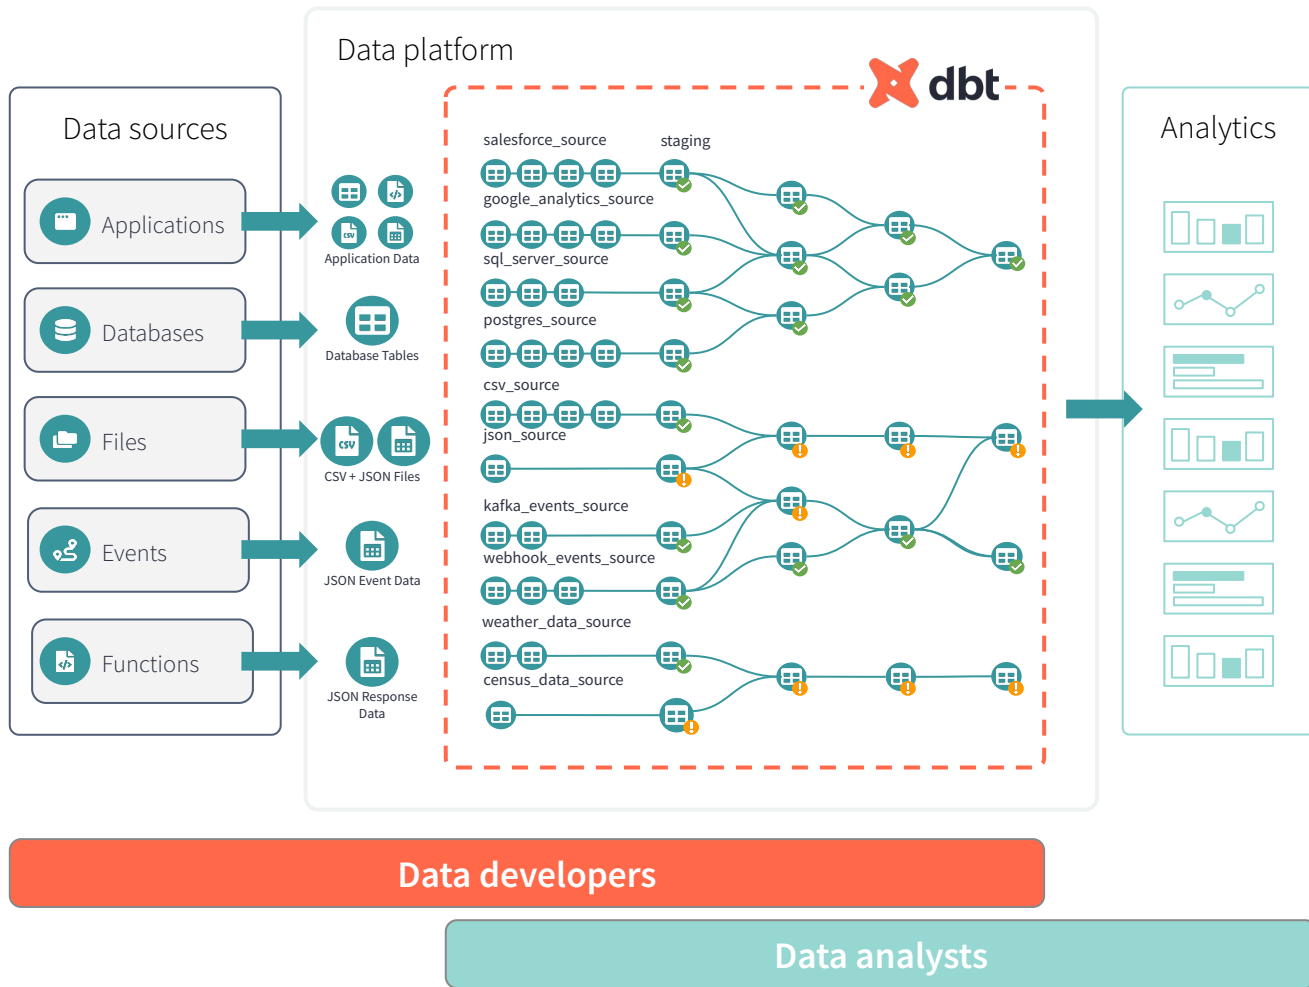 Data platform
dbt
Data sources
Applications
Databases
Files
Events
Functions
Application Data
Database Tables
CSV
CSV + JSON Files
JSON Event Data
JSON Response
Data
salesforce_source
staging
google_analytics_source
sql_server_source
postgres_source
csv_source
json_source
kafka_events_source
webhook_events_source
weather_data_source
census_data_source
Analytics
Data developers
Data analysts